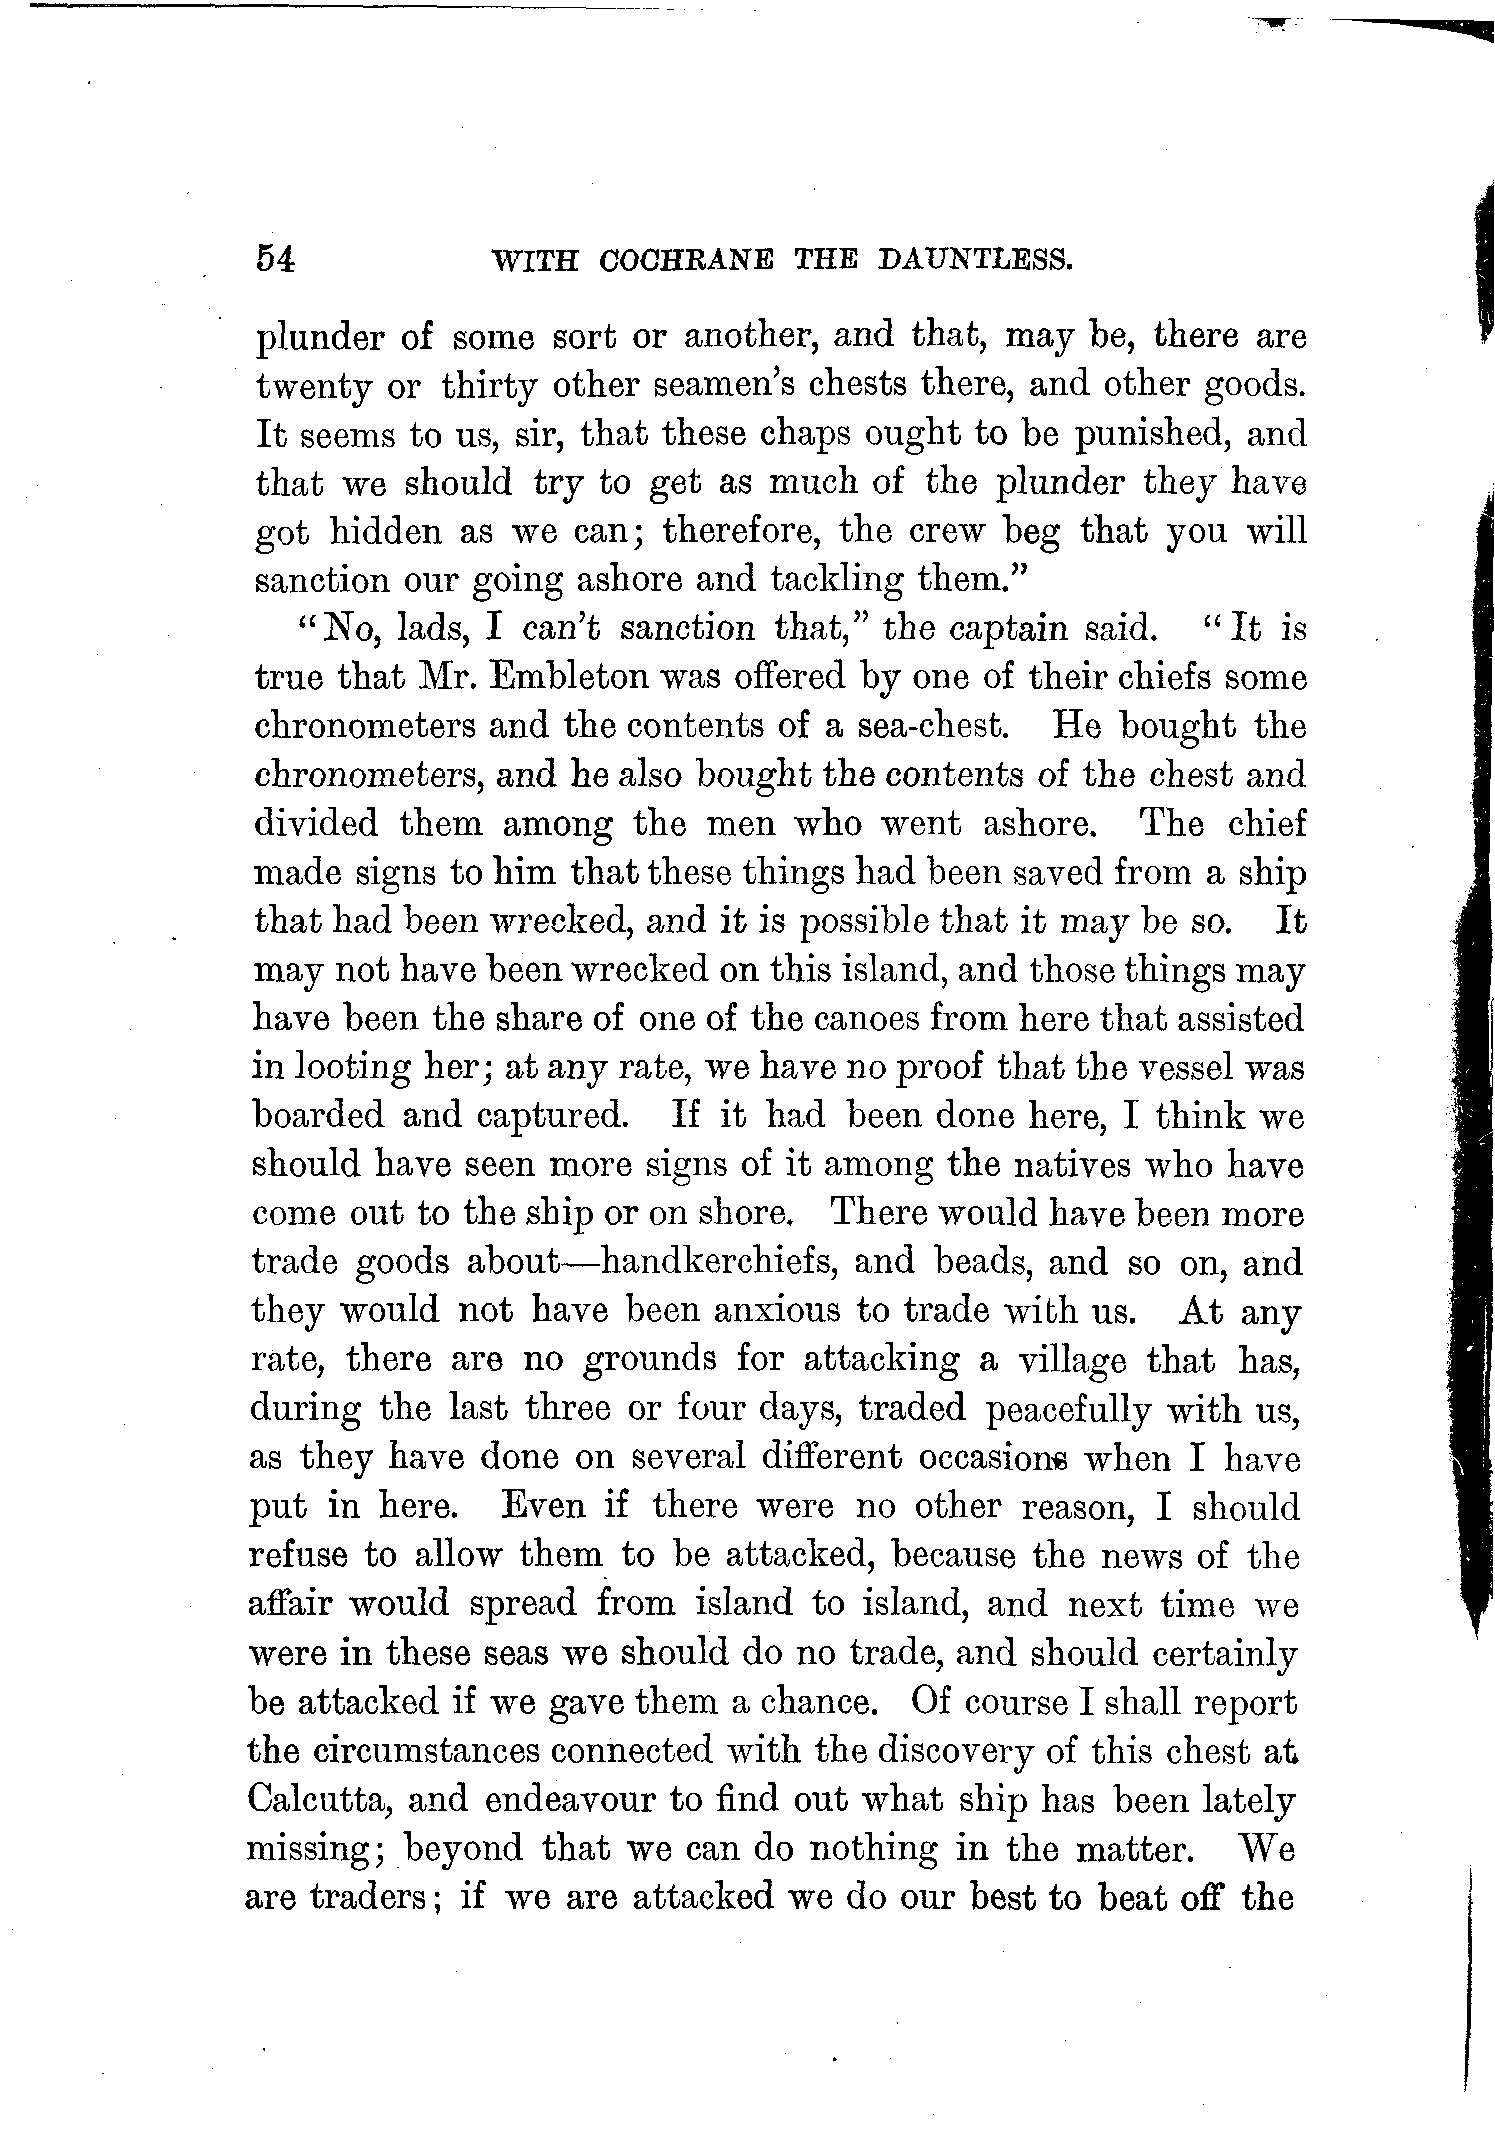 54 WITH COCHRANE THE DAUNTLESS.
plunder of some sort or another, and that, may be, there are
twenty or thirty other seamen's chests there, and other goods.
It seems to us, sir, that these chaps ought to be punished, and
that we should try to get as much of the plunder they have
got hidden as we can; therefore, the crew beg that you will
sanction our going ashore and tackling them."
"No, lads, I can't sanction that," the captain said. "It is
true that Mr. Embleton was offered by one of their chiefs some
chronometers and the contents of a sea-chest. He bought the
chronometers, and he also bought the contents of the chest and
divided them among the men who went ashore. The chief
made signs to him that these things had been saved from a ship
that had been wrecked, and it is possible that it may be so. It
may not have been wrecked on this island, and those things may
have been the share of one of the canoes from here that assisted
in looting her; at any rate, we have no proof that the vessel was
boarded and captured. If it had been done here, I think we
should have seen more signs of it among the natives who have
come out to the ship or on shore. There would have been more
trade goods about—handkerchiefs, and beads, and so on, and
they would not have been anxious to trade with us. At any
rate, there are no grounds for attacking a village that has,
during the last three or four days, traded peacefully with us,
as they have done on several different occasions when I have
put in here. Even if there were no other reason, I should
refuse to allow them to be attacked, because the news of the
affair would spread from island to island, and next time we
were in these seas we should do no trade, and should certainly
be attacked if we gave them a chance. Of course I shall report
the circumstances connected with the discovery of this chest at
Calcutta, and endeavour to find out what ship has been lately
missing; beyond that we can do nothing in the matter. We
are traders; if we are attacked we do our best to beat off the